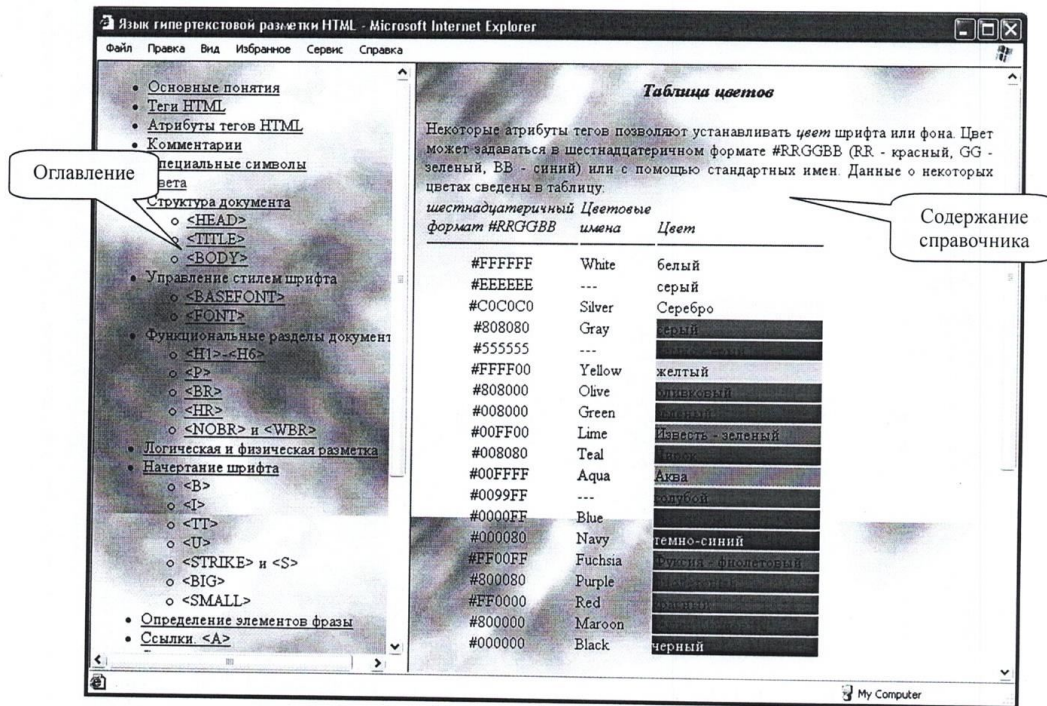 Язык гипертекстовой разметки HTML - Microsoft Internet Explorer
Файл Правка Вид Избранное Сервис Справка
Основные понятия
Теги HTML
Атрибуты тегов HTML
Комментарии
Специальные символы
Цвета
Структура документа
<HEAD>
<TITLE>
<BODY>
Управление стилем шрифта
<BASEFONT>
<FONT>
Функциональные разделы документ
<H1>-<H6>
<P>
<BR>
<HR>
<NOBR> и <WBR>
Логическая и физическая разметка
Начертание шрифта
<B>
<I>
<TT>
<U>
<STRIKE> и <S>
<BIG>
<SMALL>
Определение элементов фразы
Ссылки. <A>
Оглавление
Таблица цветов
Некоторые атрибуты тегов позволяют устанавливать цвет шрифта или фона. Цвет
может задаваться в шестнадцатеричном формате #RRGGBB (RR - красный, GG -
зеленый, BB - синий) или с помощью стандартных имен. Данные о некоторых
цветах сведены в таблицу:
шестнадцатеричный Цветовые
формат #RRGGBB имена Цвет
#FFFFFF White белый
#EEEEEE --- серый
#C0C0C0 Silver Серебро
#808080 Gray серый
#555555 ---
#FFFF00 Yellow желтый
#808000 Olive оливковый
#008000 Green зеленый
#00FF00 Lime Известь - зеленый
#008080 Teal
#00FFFF Aqua Аква
#0099FF --- голубой
#0000FF Blue
#000080 Navy темно-синий
#FF00FF Fuchsia Фуксия - фиолетовый
#800080 Purple
#FF0000 Red красный
#800000 Maroon
#000000 Black черный
Содержание
справочника
My Computer